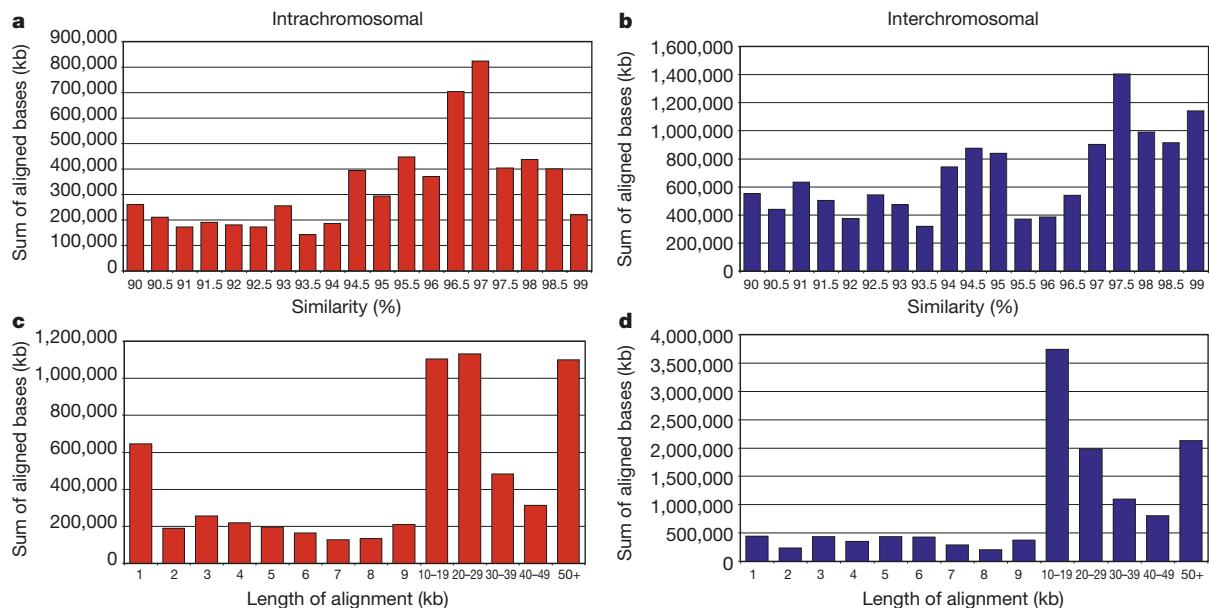 a Intrachromosomal
Sum of aligned bases (kb)
900,000
800,000
700,000
600,000
500,000
400,000
300,000
200,000
100,000
0
90 90.5 91 91.5 92 92.5 93 93.5 94 94.5 95 95.5 96 96.5 97 97.5 98 98.5 99
Similarity (%)
b Interchromosomal
Sum of aligned bases (kb)
1,600,000
1,400,000
1,200,000
1,000,000
800,000
600,000
400,000
200,000
0
90 90.5 91 91.5 92 92.5 93 93.5 94 94.5 95 95.5 96 96.5 97 97.5 98 98.5 99
Similarity (%)
c
Sum of aligned bases (kb)
1,200,000
1,000,000
800,000
600,000
400,000
200,000
0
1 2 3 4 5 6 7 8 9 10–19 20–29 30–39 40–49 50+
Length of alignment (kb)
d
Sum of aligned bases (kb)
4,000,000
3,500,000
3,000,000
2,500,000
2,000,000
1,500,000
1,000,000
500,000
0
1 2 3 4 5 6 7 8 9 10–19 20–29 30–39 40–49 50+
Length of alignment (kb)